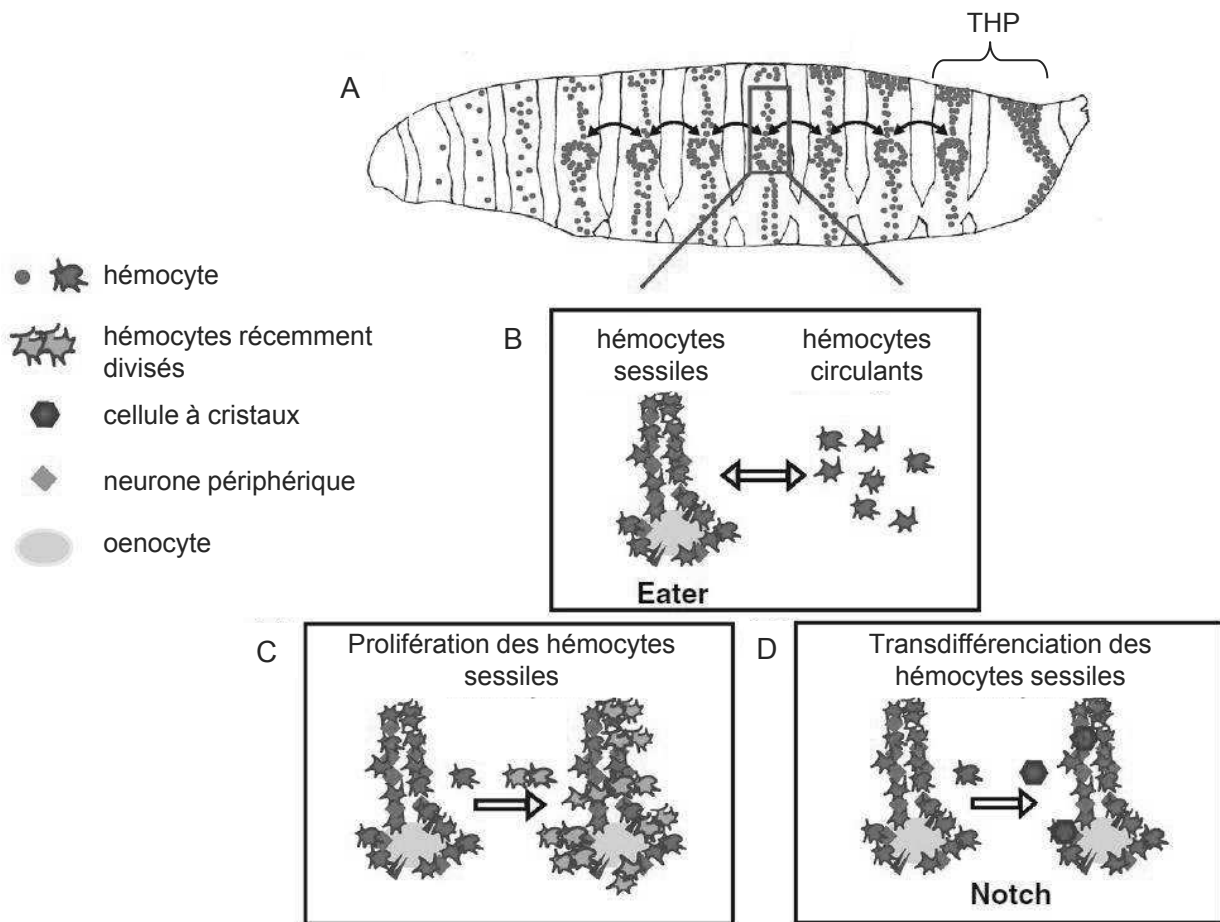 THP
A
hémocyte
hémocytes récemment
divisés
cellule à cristaux
neurone périphérique
oenocyte
B
hémocytes
sessiles
hémocytes
circulants
Eater
C
Prolifération des hémocytes
sessiles
D
Transdifférenciation des
hémocytes sessiles
Notch